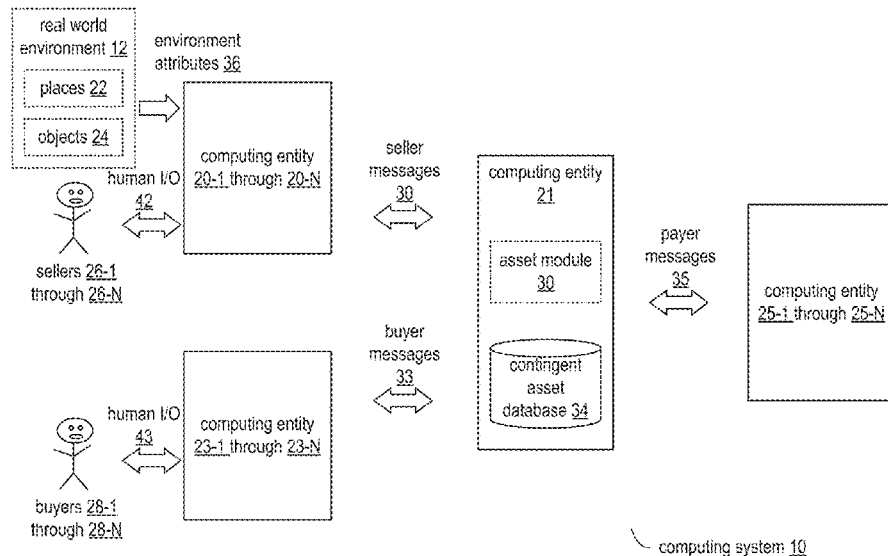 real world
environment 12
places 22
objects 24
environment
attributes 36
computing entity
20-1 through 20-N
human I/O
42
sellers 26-1
through 26-N
seller
messages
30
computing entity
21
asset module
30
contingent
asset
database 34
payer
messages
35
computing entity
25-1 through 25-N
buyer
messages
33
computing entity
23-1 through 23-N
human I/O
43
buyers 28-1
through 28-N
computing system 10